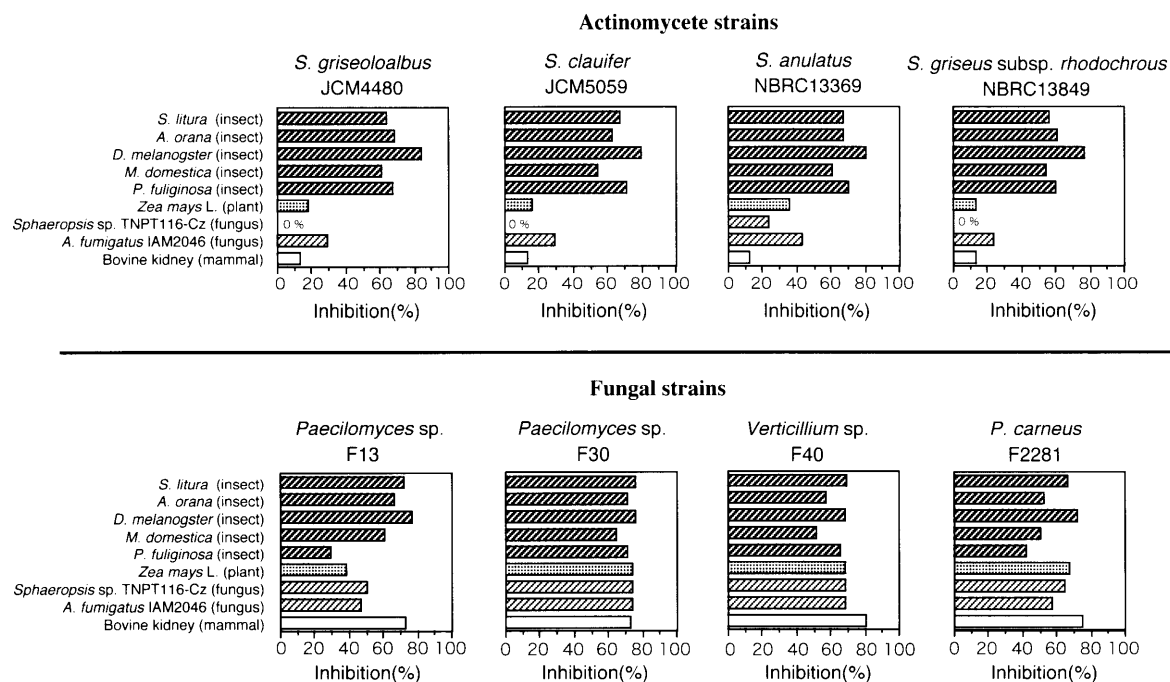 Actinomycete strains
S. griseoloalbus
JCM4480
S. clauifer
JCM5059
S. anulatus
NBRC13369
S. griseus subsp. rhodochrous
NBRC13849
S. litura (insect)
A. orana (insect)
D. melanogster (insect)
M. domestica (insect)
P. fuliginosa (insect)
Zea mays L. (plant)
Sphaeropsis sp. TNPT116-Cz (fungus)
A. fumigatus IAM2046 (fungus)
Bovine kidney (mammal)
0 %
0 %
0 %
0 20 40 60 80 100
0 20 40 60 80 100
0 20 40 60 80 100
0 20 40 60 80 100
Inhibition(%)
Inhibition(%)
Inhibition(%)
Inhibition(%)
Fungal strains
Paecilomyces sp.
F13
Paecilomyces sp.
F30
Verticillium sp.
F40
P. carneus
F2281
S. litura (insect)
A. orana (insect)
D. melanogster (insect)
M. domestica (insect)
P. fuliginosa (insect)
Zea mays L. (plant)
Sphaeropsis sp. TNPT116-Cz (fungus)
A. fumigatus IAM2046 (fungus)
Bovine kidney (mammal)
0 20 40 60 80 100
0 20 40 60 80 100
0 20 40 60 80 100
0 20 40 60 80 100
Inhibition(%)
Inhibition(%)
Inhibition(%)
Inhibition(%)